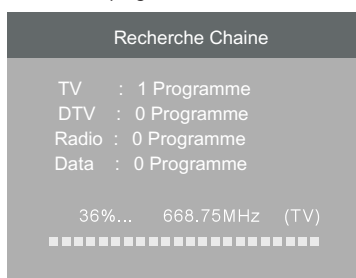 Recherche Chaine
TV : 1 Programme
DTV : 0 Programme
Radio : 0 Programme
Data : 0 Programme
36%... 668.75MHz (TV)